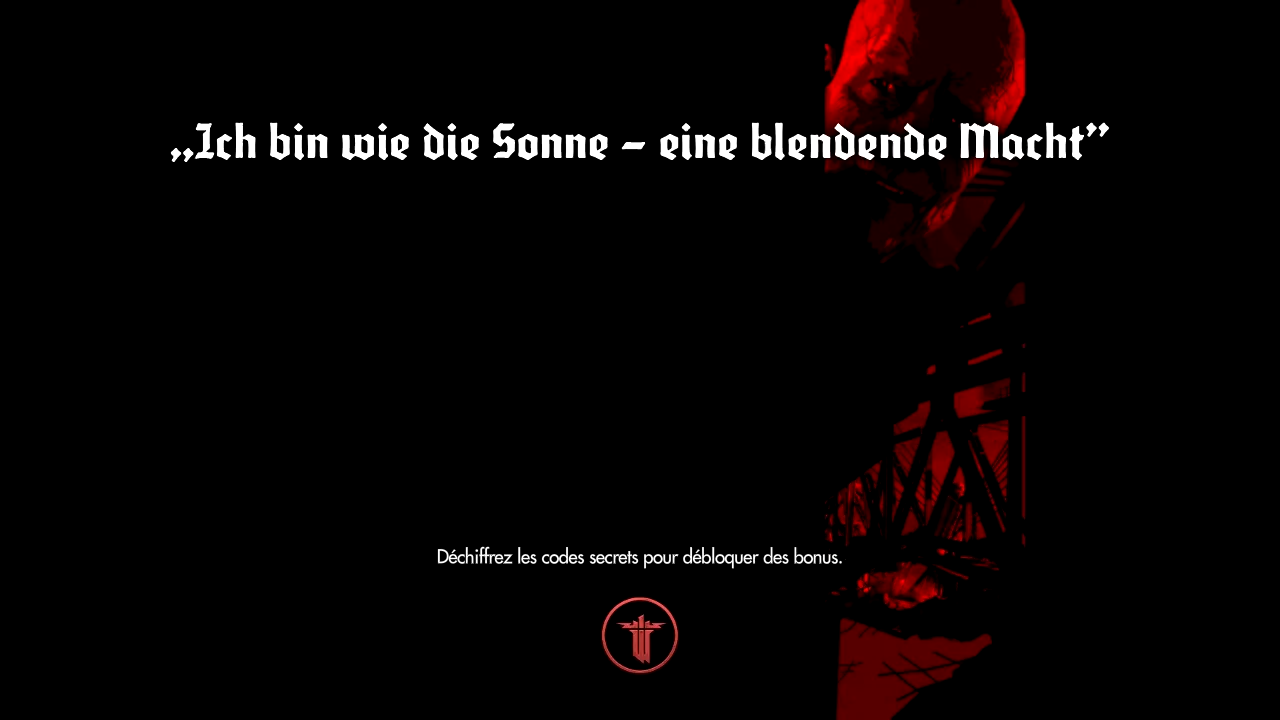 „Ich bin wie die Sonne – eine blendende Macht”
Déchiffrez les codes secrets pour débloquer des bonus.